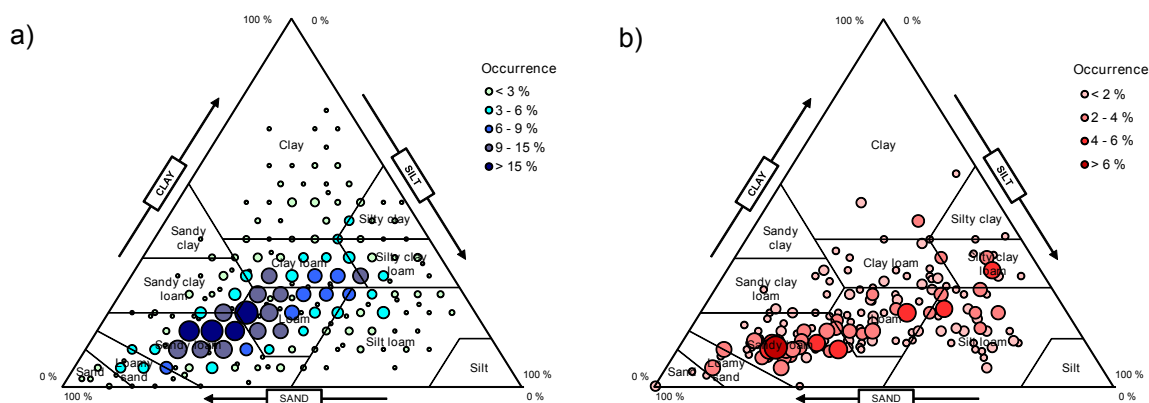 a)
100 %
0 %
Occurrence
< 3 %
3 - 6 %
6 - 9 %
9 - 15 %
> 15 %
CLAY
SILT
Clay
Silty clay
Sandy
clay
Clay loam
Silty clay
loam
Sandy clay
loam
Loam
Sandy loam
Silt loam
Loamy
sand
Sand
Silt
0 %
100 %
100 %
SAND
0 %
b)
100 %
0 %
Occurrence
< 2 %
2 - 4 %
4 - 6 %
> 6 %
CLAY
SILT
Clay
Silty clay
Sandy
clay
Clay loam
Silty clay
loam
Sandy clay
loam
Loam
Sandy loam
Silt loam
Loamy
sand
Sand
Silt
0 %
100 %
100 %
SAND
0 %